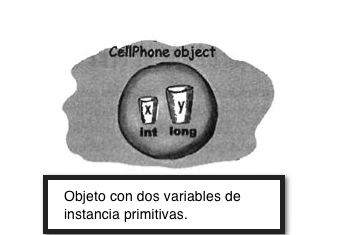 CellPhone object
x y
int long
Objeto con dos variables de
instancia primitivas.